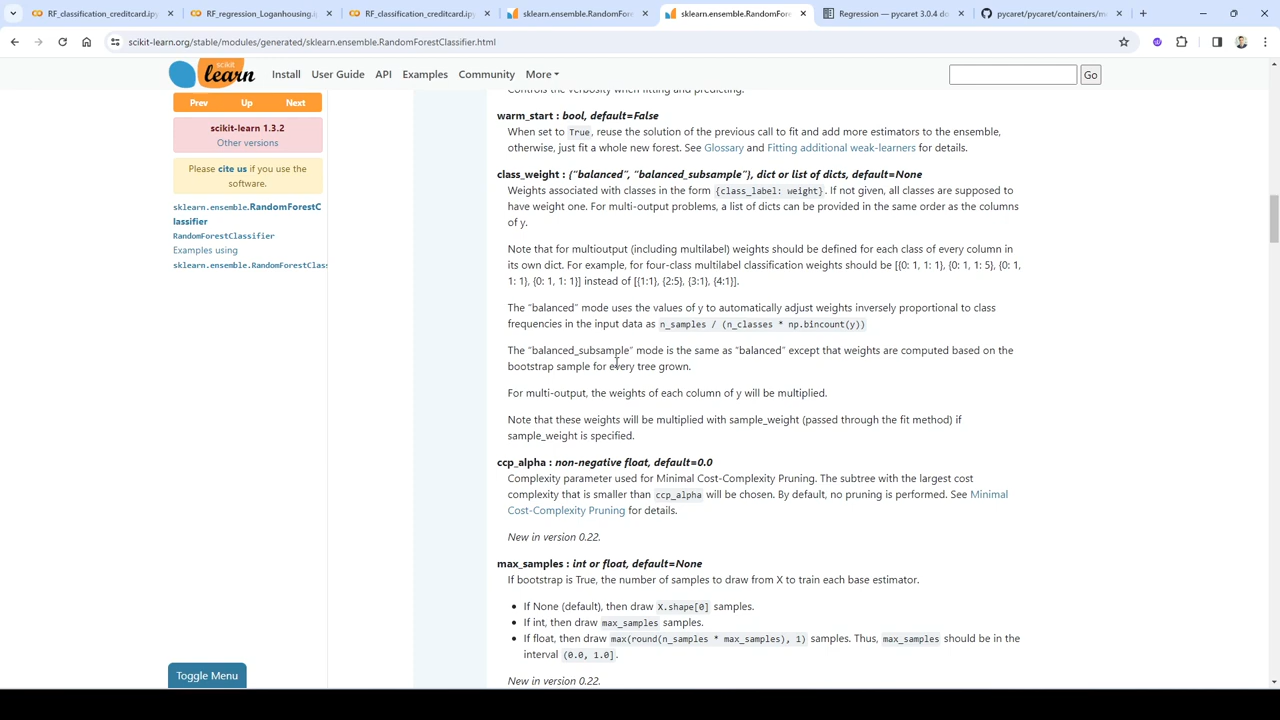 RF_classification_creditcard.ipy
RF_regression_Loganhousing.i
RF_classification_creditcard.ipy
sklearn.ensemble.RandomFore
sklearn.ensemble.RandomFore
Regression — pycaret 3.0.4 do
pycaret/pycaret/containers/m
scikit-learn.org/stable/modules/generated/sklearn.ensemble.RandomForestClassifier.html
scikit learn
Install User Guide API Examples Community More
Go
Prev Up Next
scikit-learn 1.3.2
Other versions
Please cite us if you use the
software.
sklearn.ensemble.RandomForestC
lassifier
RandomForestClassifier
Examples using
sklearn.ensemble.RandomForestClass
Toggle Menu
Controls the verbosity when fitting and predicting.
warm_start : bool, default=False
When set to True, reuse the solution of the previous call to fit and add more estimators to the ensemble,
otherwise, just fit a whole new forest. See Glossary and Fitting additional weak-learners for details.
class_weight : {“balanced”, “balanced_subsample”}, dict or list of dicts, default=None
Weights associated with classes in the form {class_label: weight}. If not given, all classes are supposed to
have weight one. For multi-output problems, a list of dicts can be provided in the same order as the columns
of y.
Note that for multioutput (including multilabel) weights should be defined for each class of every column in
its own dict. For example, for four-class multilabel classification weights should be [{0: 1, 1: 1}, {0: 1, 1: 5}, {0: 1,
1: 1}, {0: 1, 1: 1}] instead of [{1:1}, {2:5}, {3:1}, {4:1}].
The “balanced” mode uses the values of y to automatically adjust weights inversely proportional to class
frequencies in the input data as n_samples / (n_classes * np.bincount(y))
The “balanced_subsample” mode is the same as “balanced” except that weights are computed based on the
bootstrap sample for every tree grown.
For multi-output, the weights of each column of y will be multiplied.
Note that these weights will be multiplied with sample_weight (passed through the fit method) if
sample_weight is specified.
ccp_alpha : non-negative float, default=0.0
Complexity parameter used for Minimal Cost-Complexity Pruning. The subtree with the largest cost
complexity that is smaller than ccp_alpha will be chosen. By default, no pruning is performed. See Minimal
Cost-Complexity Pruning for details.
New in version 0.22.
max_samples : int or float, default=None
If bootstrap is True, the number of samples to draw from X to train each base estimator.
• If None (default), then draw X.shape[0] samples.
• If int, then draw max_samples samples.
• If float, then draw max(round(n_samples * max_samples), 1) samples. Thus, max_samples should be in the
interval (0.0, 1.0].
New in version 0.22.